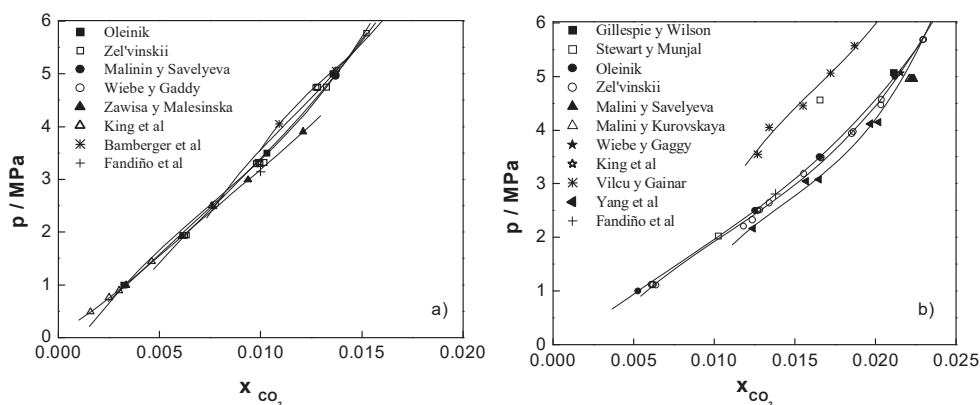 6
5
4
3
2
1
0
p / MPa
Oleinik
Zel'vinskii
Malinin y Savelyeva
Wiebe y Gaddy
Zawisa y Malesinska
King et al
Bamberger et al
Fandiño et al
a)
0.000 0.005 0.010 0.015 0.020
x CO2
6
5
4
3
2
1
0
p / MPa
Gillespie y Wilson
Stewart y Munjal
Oleinik
Zel'vinskii
Malini y Savelyeva
Malini y Kurovskaya
Wiebe y Gaggy
King et al
Vilcu y Gainar
Yang et al
Fandiño et al
b)
0.000 0.005 0.010 0.015 0.020 0.025
x CO2